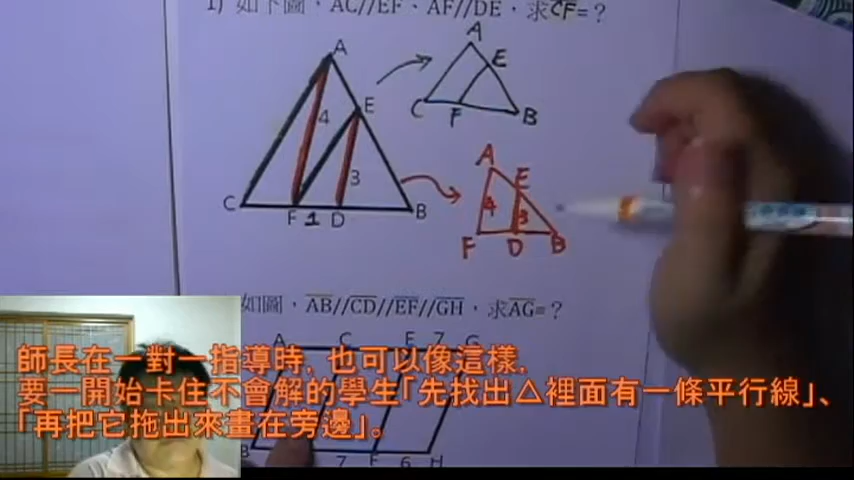 1) 如下圖，AC//EF、AF//DE，求CF=？
A
E
C
F
B
A
4
E
3
C
F
1
D
B
A
E
4
3
F
D
B
如圖，AB//CD//EF//GH，求AG=？
A
C
E
7
G
B
7
F
6
H
師長在一對一指導時, 也可以像這樣,
要一開始卡住不會解的學生「先找出△裡面有一條平行線」、
「再把它拖出來畫在旁邊」。